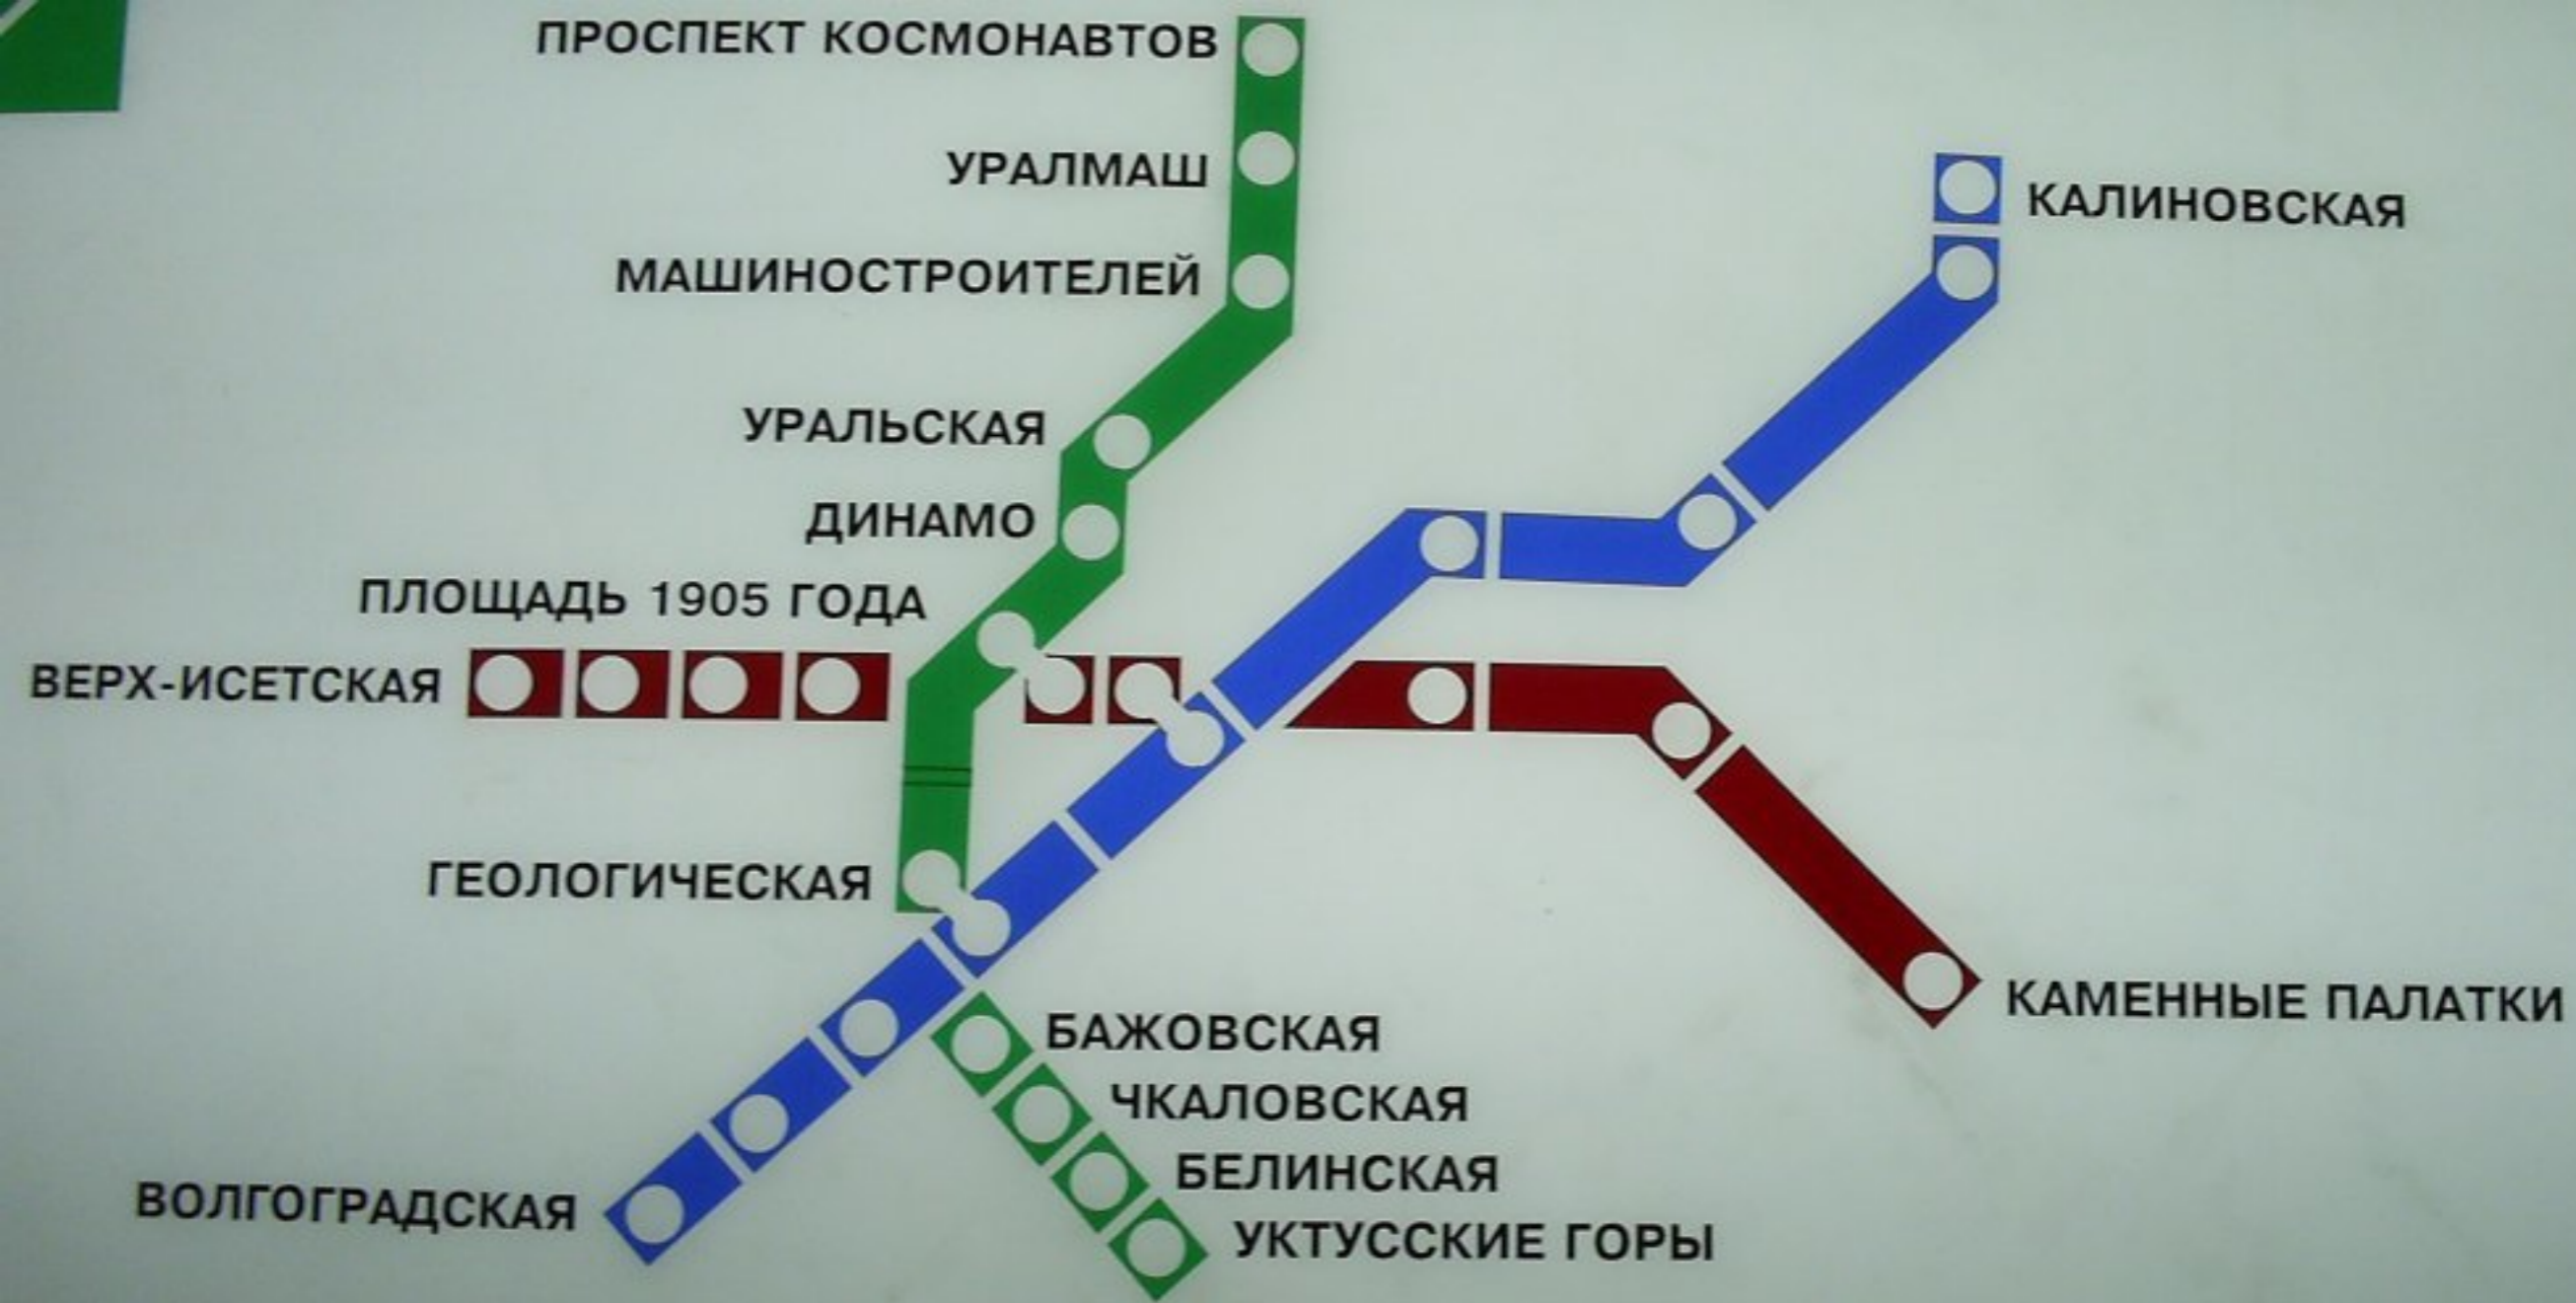 ПРОСПЕКТ КОСМОНАВТОВ
УРАЛМАШ
КАЛИНОВСКАЯ
МАШИНОСТРОИТЕЛЕЙ
УРАЛЬСКАЯ
ДИНАМО
ПЛОЩАДЬ 1905 ГОДА
ВЕРХ-ИСЕТСКАЯ
ГЕОЛОГИЧЕСКАЯ
КАМЕННЫЕ ПАЛАТКИ
БАЖОВСКАЯ
ЧКАЛОВСКАЯ
БЕЛИНСКАЯ
ВОЛГОГРАДСКАЯ
УКТУССКИЕ ГОРЫ